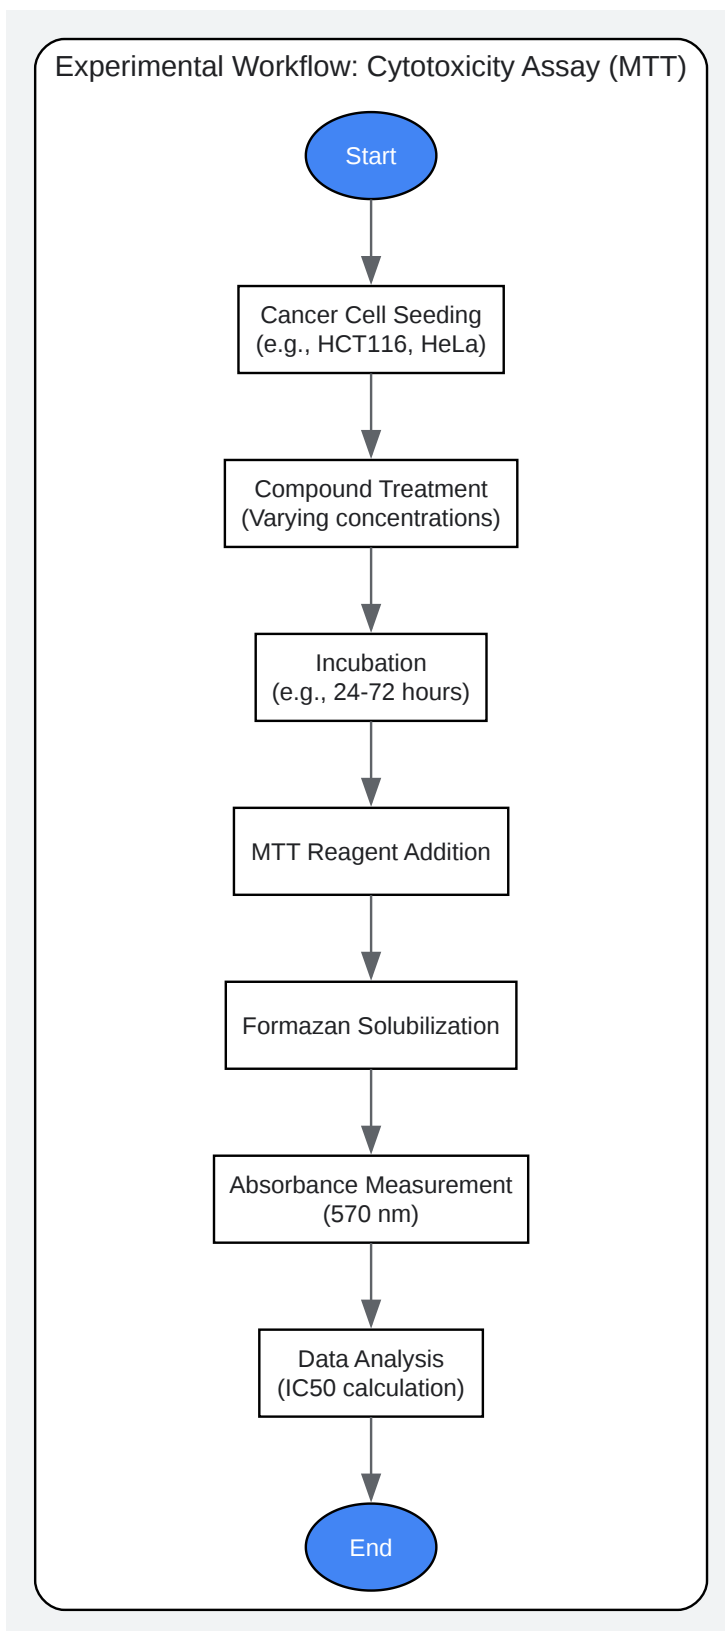 Experimental Workflow: Cytotoxicity Assay (MTT)
Start
Cancer Cell Seeding
(e.g., HCT116, HeLa)
Compound Treatment
(Varying concentrations)
Incubation
(e.g., 24-72 hours)
MTT Reagent Addition
Formazan Solubilization
Absorbance Measurement
(570 nm)
Data Analysis
(IC50 calculation)
End